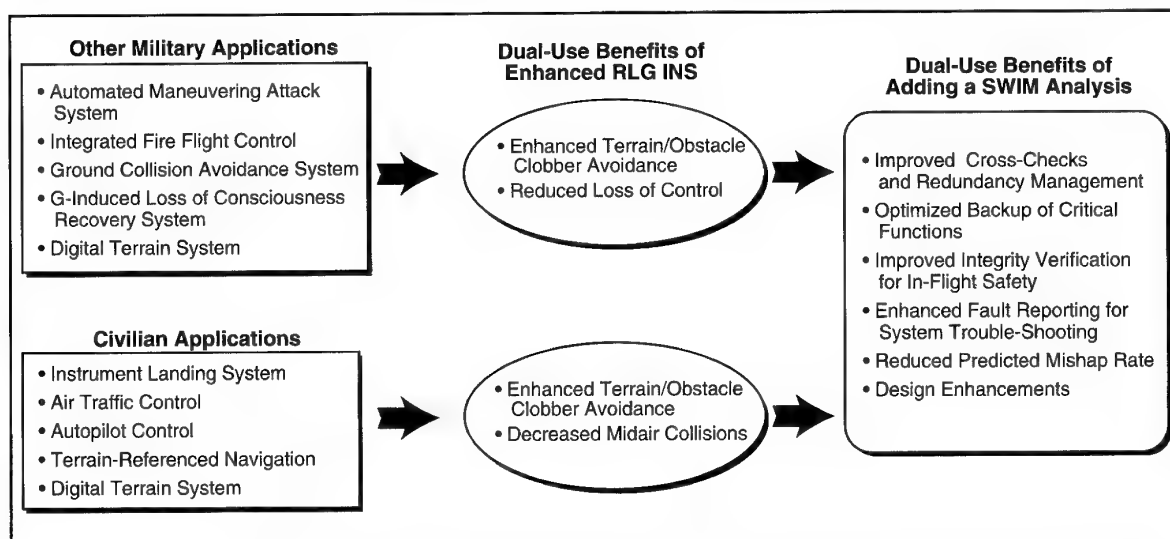 Other Military Applications
• Automated Maneuvering Attack
System
• Integrated Fire Flight Control
• Ground Collision Avoidance System
• G-Induced Loss of Consciousness
Recovery System
• Digital Terrain System
Dual-Use Benefits of
Enhanced RLG INS
• Enhanced Terrain/Obstacle
Clobber Avoidance
• Reduced Loss of Control
Civilian Applications
• Instrument Landing System
• Air Traffic Control
• Autopilot Control
• Terrain-Referenced Navigation
• Digital Terrain System
• Enhanced Terrain/Obstacle
Clobber Avoidance
• Decreased Midair Collisions
Dual-Use Benefits of
Adding a SWIM Analysis
• Improved Cross-Checks
and Redundancy Management
• Optimized Backup of Critical
Functions
• Improved Integrity Verification
for In-Flight Safety
• Enhanced Fault Reporting for
System Trouble-Shooting
• Reduced Predicted Mishap Rate
• Design Enhancements